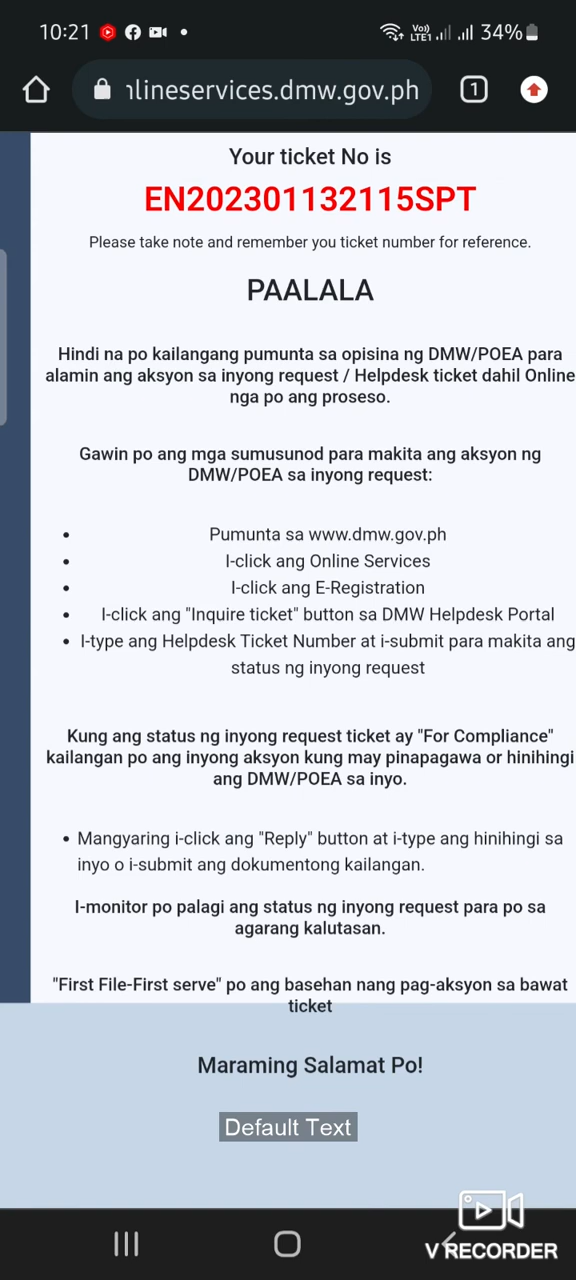 10:21
Vo)) LTE1 34%
1lineservices.dmw.gov.ph 1
Your ticket No is
EN202301132115SPT
Please take note and remember you ticket number for reference.
PAALALA
Hindi na po kailangang pumunta sa opisina ng DMW/POEA para
alamin ang aksyon sa inyong request / Helpdesk ticket dahil Online
nga po ang proseso.
Gawin po ang mga sumusunod para makita ang aksyon ng
DMW/POEA sa inyong request:
• Pumunta sa www.dmw.gov.ph
• I-click ang Online Services
• I-click ang E-Registration
• I-click ang "Inquire ticket" button sa DMW Helpdesk Portal
• I-type ang Helpdesk Ticket Number at i-submit para makita ang
status ng inyong request
Kung ang status ng inyong request ticket ay "For Compliance"
kailangan po ang inyong aksyon kung may pinapagawa or hinihingi
ang DMW/POEA sa inyo.
• Mangyaring i-click ang "Reply" button at i-type ang hinihingi sa
inyo o i-submit ang dokumentong kailangan.
I-monitor po palagi ang status ng inyong request para po sa
agarang kalutasan.
"First File-First serve" po ang basehan nang pag-aksyon sa bawat
ticket
Maraming Salamat Po!
Default Text
V RECORDER